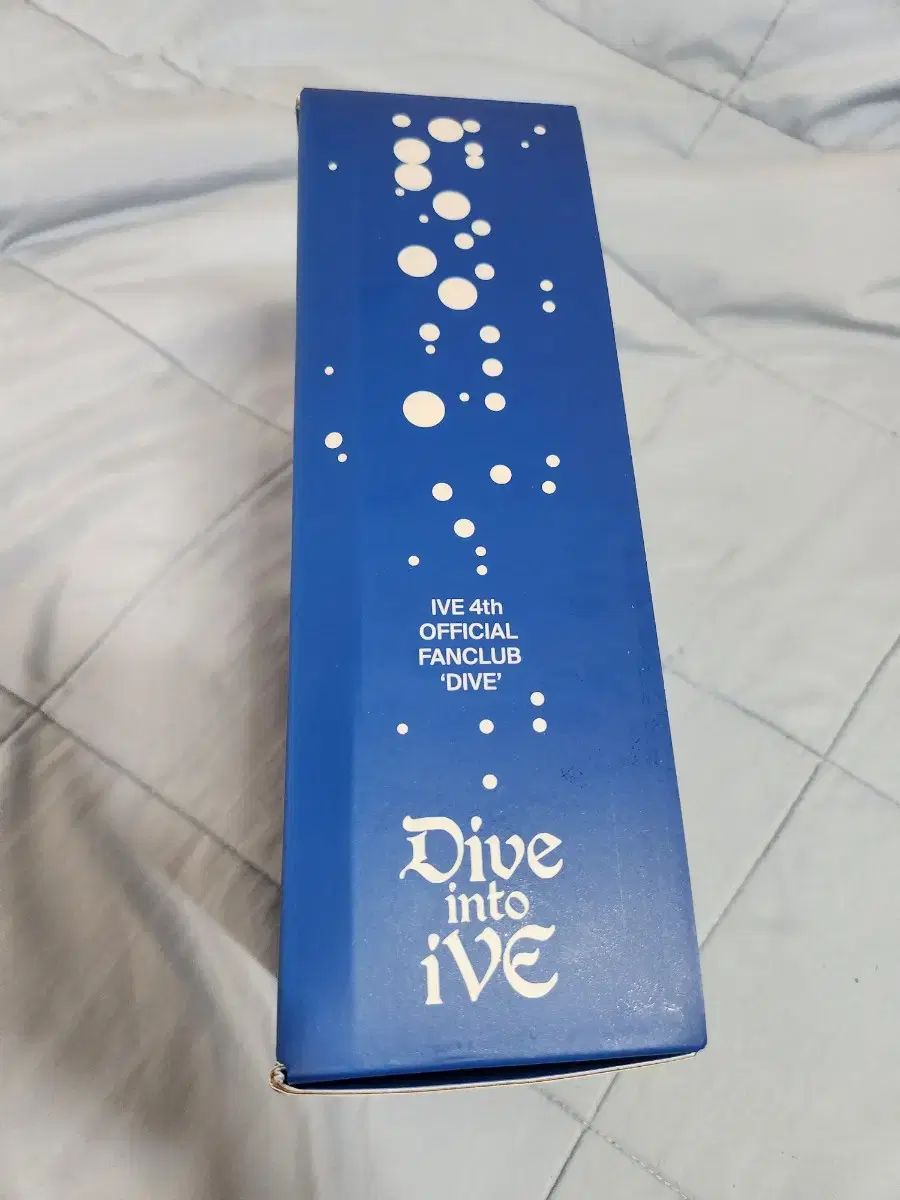 IVE 4th
OFFICIAL
FANCLUB
‘DIVE’
Dive
into
iVE